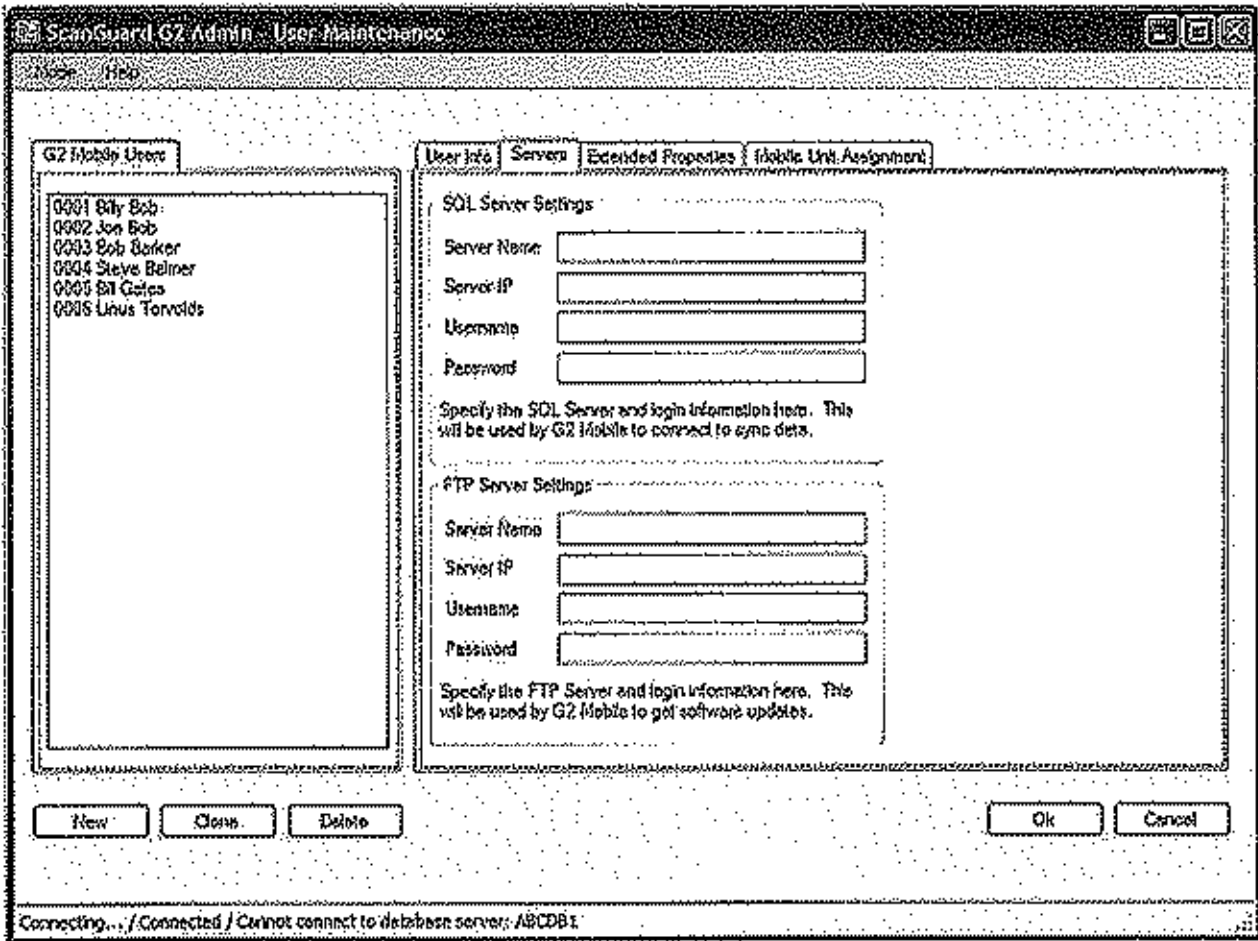 ScanGuard G2 Admin - User Maintenance
Help
G2 Mobile Users
User Info Servers Extended Properties Mobile Unit Assignment
0001 Billy Bob
0002 Jon Bob
0003 Bob Barker
0004 Steve Balmer
0005 Bill Gates
0006 Linus Torvolds
SQL Server Settings
Server Name
Server IP
Username
Password
Specify the SQL Server and login information here. This
will be used by G2 Mobile to connect to sync data.
FTP Server Settings
Server Name
Server IP
Username
Password
Specify the FTP Server and login information here. This
will be used by G2 Mobile to get software updates.
New Clone Delete Ok Cancel
Connecting... / Connected / Cannot connect to database server: ABCDB1